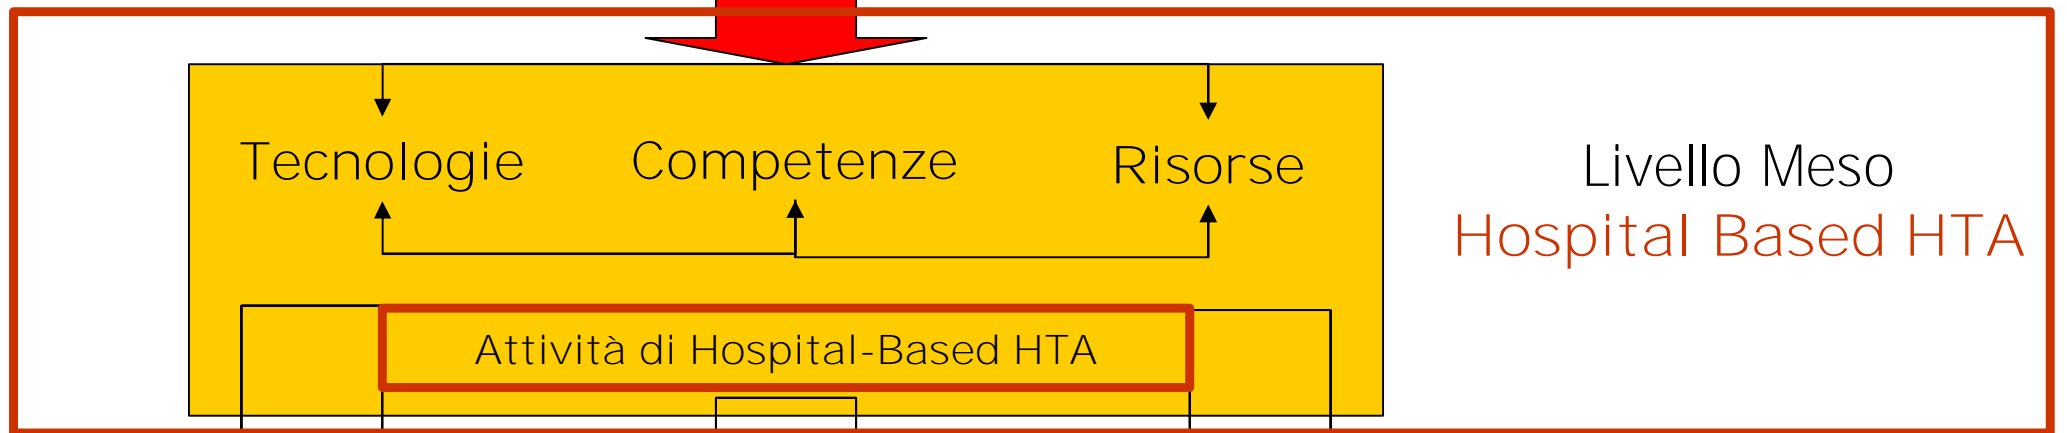 Tecnologie Competenze Risorse
Livello Meso
Hospital Based HTA
Attività di Hospital-Based HTA